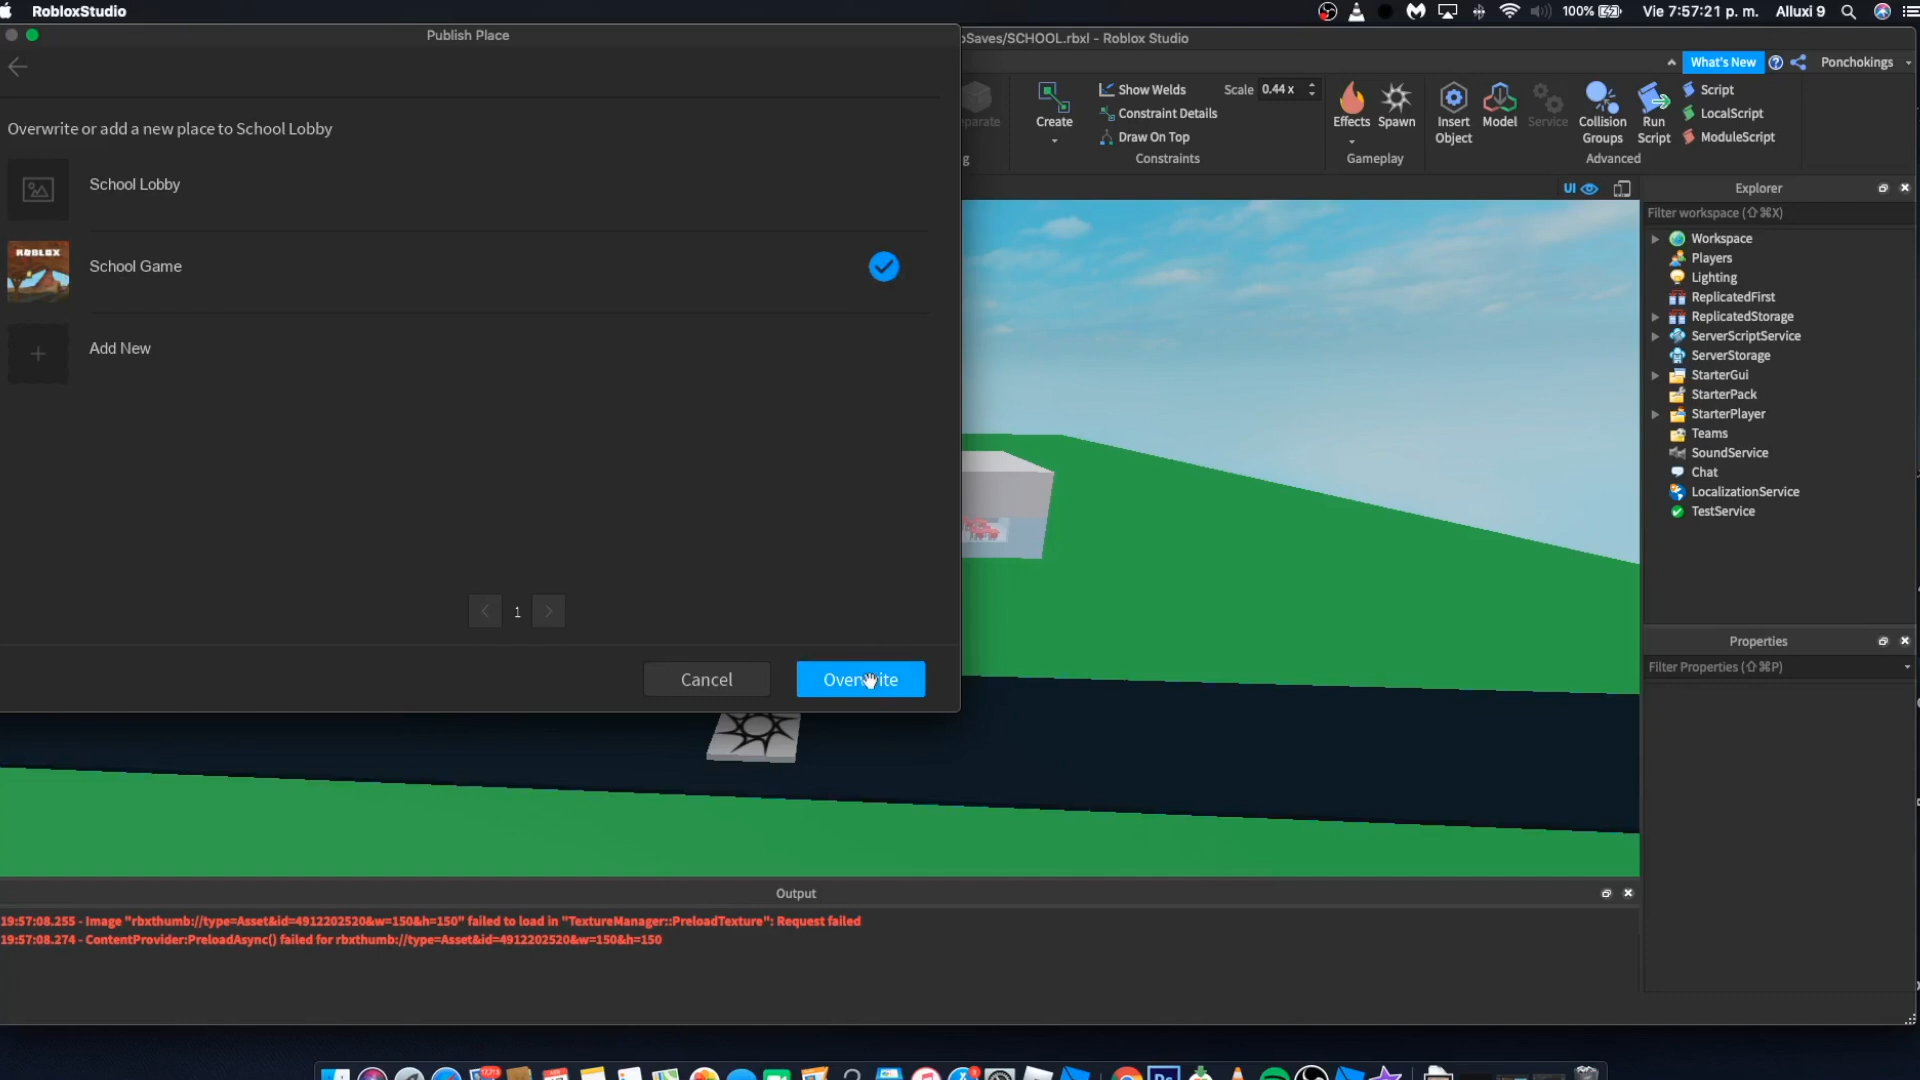 RobloxStudio
100%
Vie 7:57:21 p. m.
Alluxi 9
Publish Place
oSaves/SCHOOL.rbxl - Roblox Studio
What's New
Ponchokings
Overwrite or add a new place to School Lobby
School Lobby
ROBLOX
School Game
Add New
1
Cancel
Overwrite
parate
g
Create
Show Welds
Constraint Details
Draw On Top
Constraints
Scale
0.44 x
Effects
Spawn
Gameplay
Insert
Object
Model
Service
Collision
Groups
Run
Script
Script
LocalScript
ModuleScript
Advanced
UI
Explorer
Filter workspace (⇧⌘X)
Workspace
Players
Lighting
ReplicatedFirst
ReplicatedStorage
ServerScriptService
ServerStorage
StarterGui
StarterPack
StarterPlayer
Teams
SoundService
Chat
LocalizationService
TestService
Properties
Filter Properties (⇧⌘P)
Output
19:57:08.255 - Image "rbxthumb://type=Asset&id=4912202520&w=150&h=150" failed to load in "TextureManager::PreloadTexture": Request failed
19:57:08.274 - ContentProvider:PreloadAsync() failed for rbxthumb://type=Asset&id=4912202520&w=150&h=150
Ps